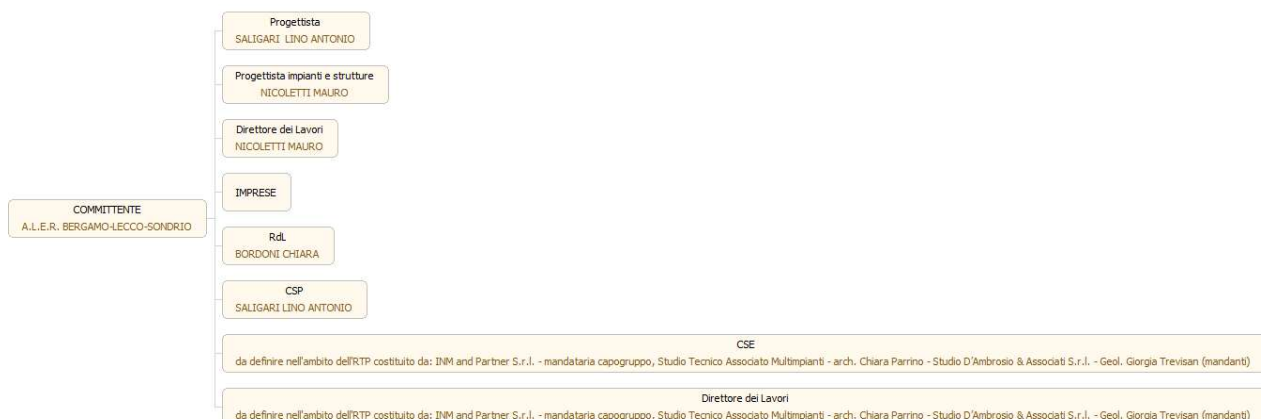 Progettista
SALIGARI LINO ANTONIO
Progettista impianti e strutture
NICOLETTI MAURO
Direttore dei Lavori
NICOLETTI MAURO
IMPRESE
COMMITTENTE
A.L.E.R. BERGAMO-LECCO-SONDRIO
RdL
BORDONI CHIARA
CSP
SALIGARI LINO ANTONIO
CSE
da definire nell'ambito dell'RTP costituito da: INM and Partner S.r.l. - mandataria capogruppo, Studio Tecnico Associato Multimpianti - arch. Chiara Parrino - Studio D'Ambrosio & Associati S.r.l. - Geol. Giorgia Trevisan (mandanti)
Direttore dei Lavori
da definire nell'ambito dell'RTP costituito da: INM and Partner S.r.l. - mandataria capogruppo, Studio Tecnico Associato Multimpianti - arch. Chiara Parrino - Studio D'Ambrosio & Associati S.r.l. - Geol. Giorgia Trevisan (mandanti)